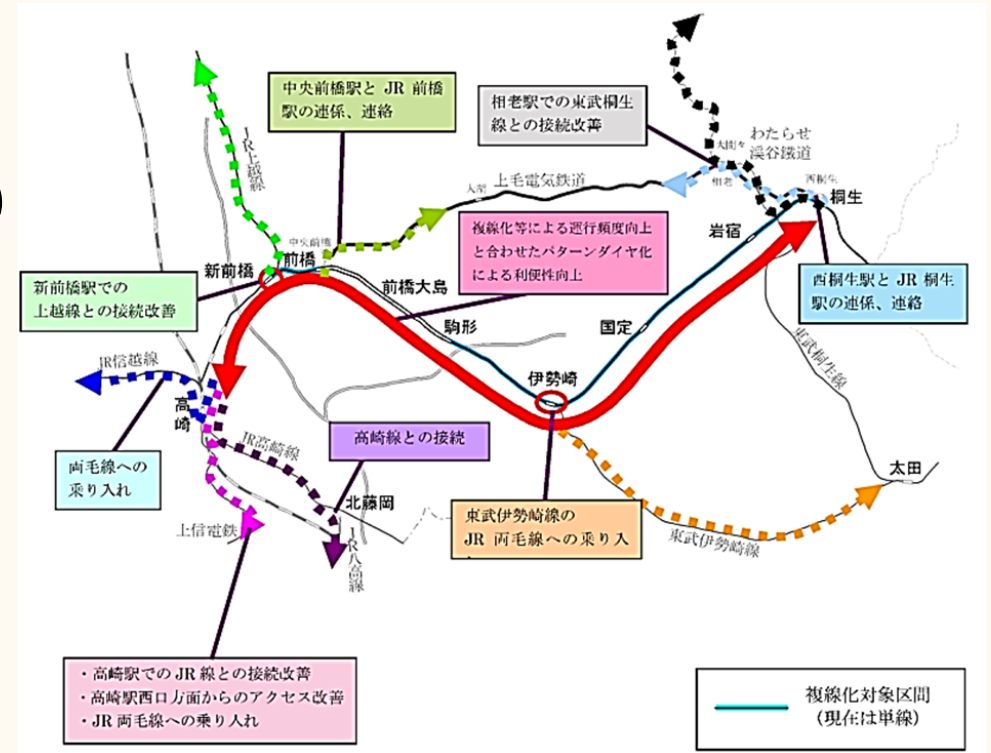 中央前橋駅と JR 前橋
駅の連係、連絡
相老駅での東武桐生
線との接続改善
JR上越線
大間々
わたらせ
渓谷鐵道
大胡
上毛電気鉄道
相老
西桐生
桐生
岩宿
中央前橋
前橋
新前橋
前橋大島
複線化等による運行頻度向上
と合わせたパターンダイヤ化
による利便性向上
新前橋駅での
上越線との接続改善
駒形
国定
西桐生駅と JR 桐生
駅の連係、連絡
東武桐生線
JR信越線
高崎
伊勢崎
高崎線との接続
JR高崎線
両毛線への
乗り入れ
北藤岡
太田
上信電鉄
JR八高線
東武伊勢崎線の
JR 両毛線への乗り入
東武伊勢崎線
・高崎駅でのJR線との接続改善
・高崎駅西口方面からのアクセス改善
・JR両毛線への乗り入れ
複線化対象区間
（現在は単線）